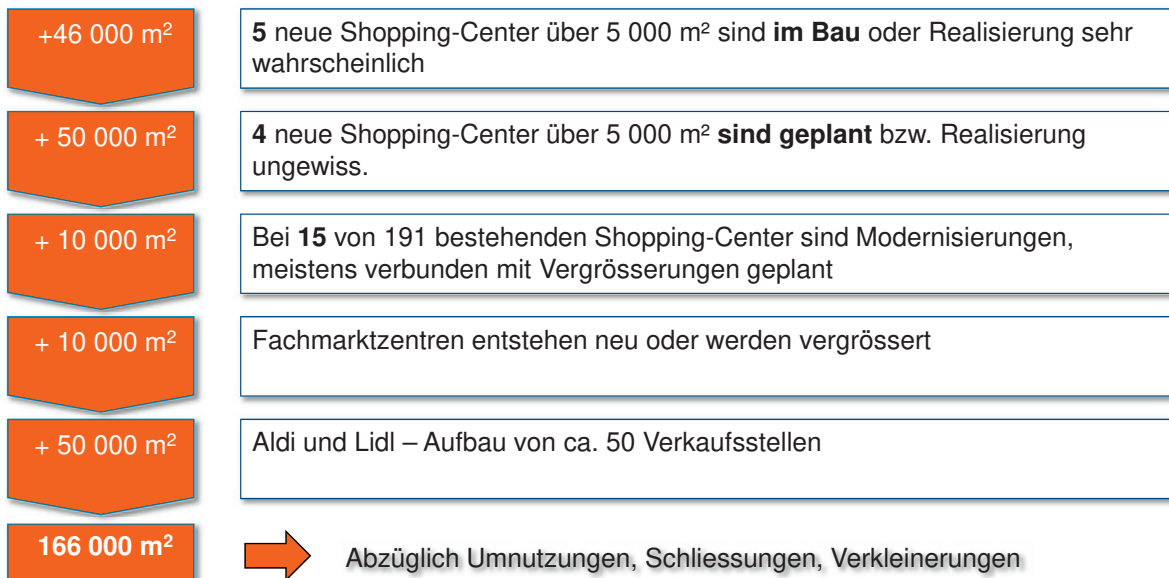 +46 000 m²
5 neue Shopping-Center über 5 000 m² sind im Bau oder Realisierung sehr
wahrscheinlich
+ 50 000 m²
4 neue Shopping-Center über 5 000 m² sind geplant bzw. Realisierung
ungewiss.
+ 10 000 m²
Bei 15 von 191 bestehenden Shopping-Center sind Modernisierungen,
meistens verbunden mit Vergrösserungen geplant
+ 10 000 m²
Fachmarktzentren entstehen neu oder werden vergrössert
+ 50 000 m²
Aldi und Lidl – Aufbau von ca. 50 Verkaufsstellen
166 000 m²
Abzüglich Umnutzungen, Schliessungen, Verkleinerungen